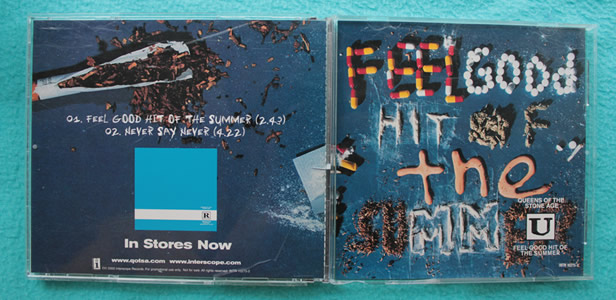 01. FEEL GOOD HIT OF THE SUMMER (2.43)
02. NEVER SAY NEVER (4.22)
R
In Stores Now
www.qotsa.com www.interscope.com
i
FEEL GOOD
HIT OF
the
SUMMER
QUEENS OF THE
STONE AGE
U
FEEL GOOD HIT OF
THE SUMMER